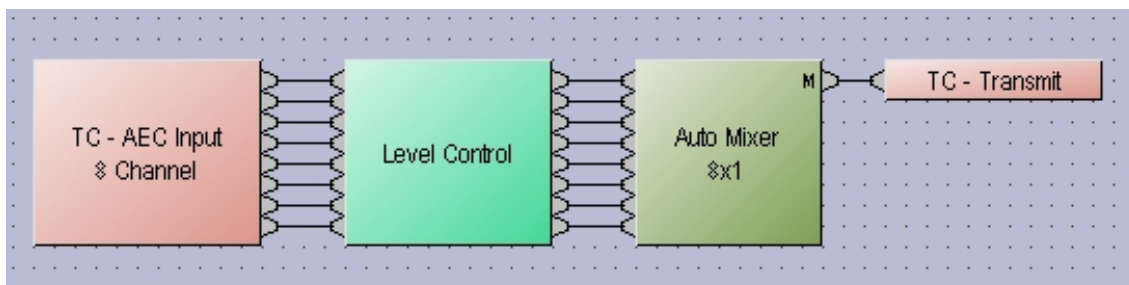 TC - AEC Input
8 Channel
Level Control
Auto Mixer
8x1
M
TC - Transmit